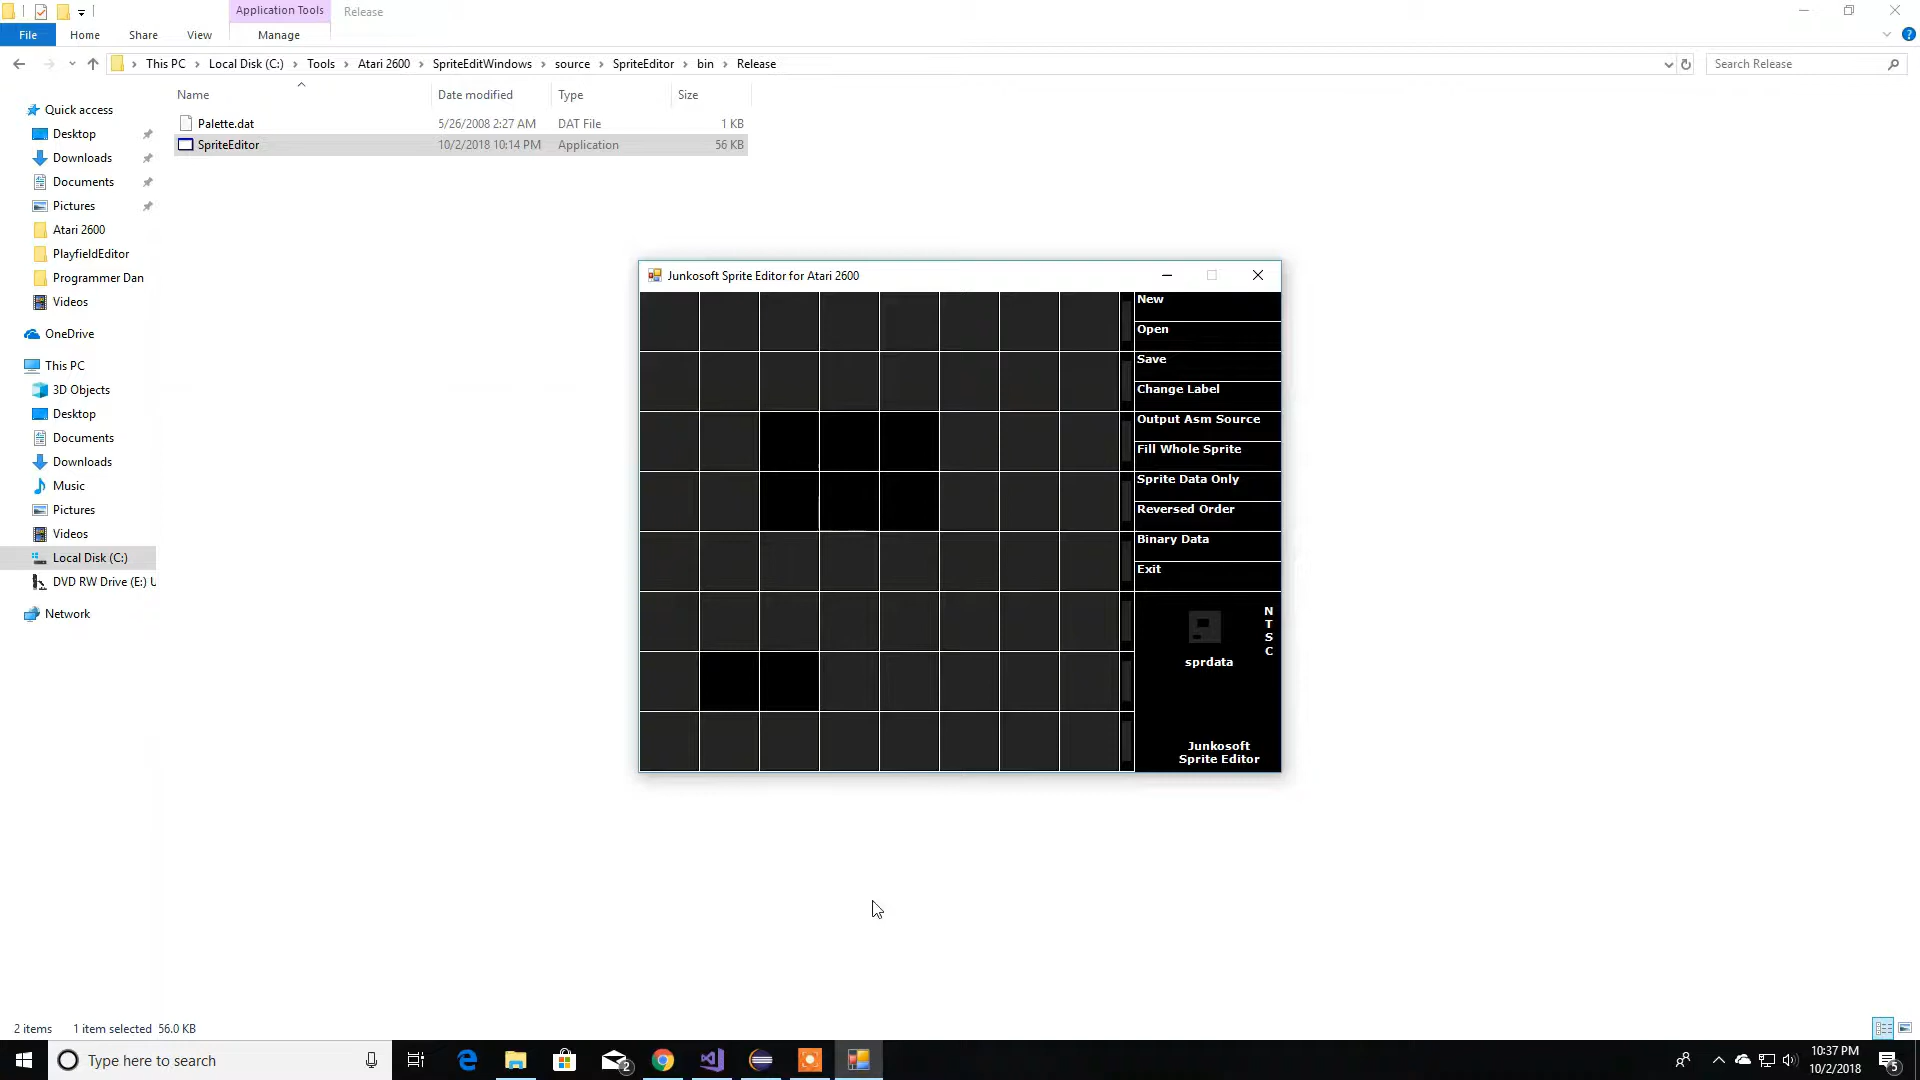 Application Tools
Release
File
Home
Share
View
Manage
This PC
Local Disk (C:)
Tools
Atari 2600
SpriteEditWindows
source
SpriteEditor
bin
Release
Search Release
Name
Date modified
Type
Size
Palette.dat
5/26/2008 2:27 AM
DAT File
1 KB
SpriteEditor
10/2/2018 10:14 PM
Application
56 KB
Quick access
Desktop
Downloads
Documents
Pictures
Atari 2600
PlayfieldEditor
Programmer Dan
Videos
OneDrive
This PC
3D Objects
Desktop
Documents
Downloads
Music
Pictures
Videos
Local Disk (C:)
DVD RW Drive (E:) U
Network
Junkosoft Sprite Editor for Atari 2600
New
Open
Save
Change Label
Output Asm Source
Fill Whole Sprite
Sprite Data Only
Reversed Order
Binary Data
Exit
N
T
S
C
sprdata
Junkosoft
Sprite Editor
2 items
1 item selected 56.0 KB
Type here to search
2
10:37 PM
10/2/2018
5